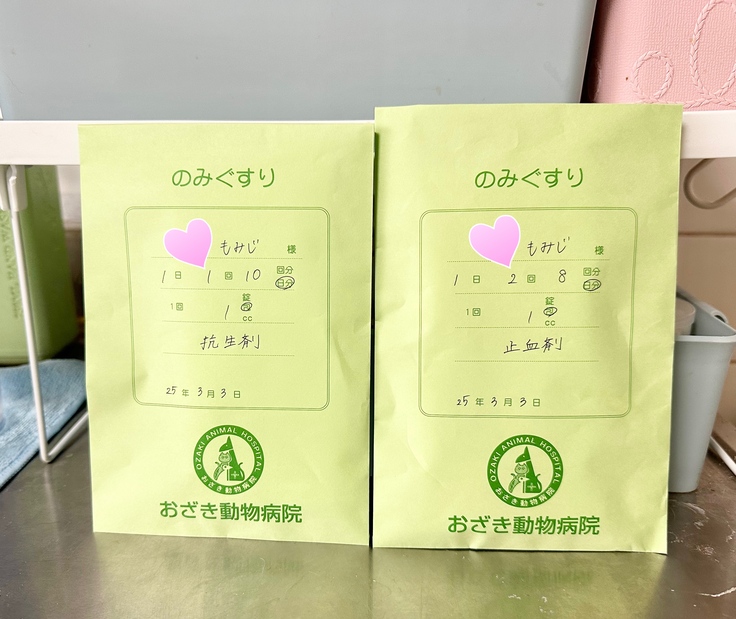 のみぐすり
もみじ 様
1日 1回 10 回分 日分
1回 1 錠 包 cc
抗生剤
25年3月3日
OZAKI ANIMAL HOSPITAL
おざき動物病院
おざき動物病院
のみぐすり
もみじ 様
1日 2回 8 回分 日分
1回 1 錠 包 cc
止血剤
25年3月3日
OZAKI ANIMAL HOSPITAL
おざき動物病院
おざき動物病院